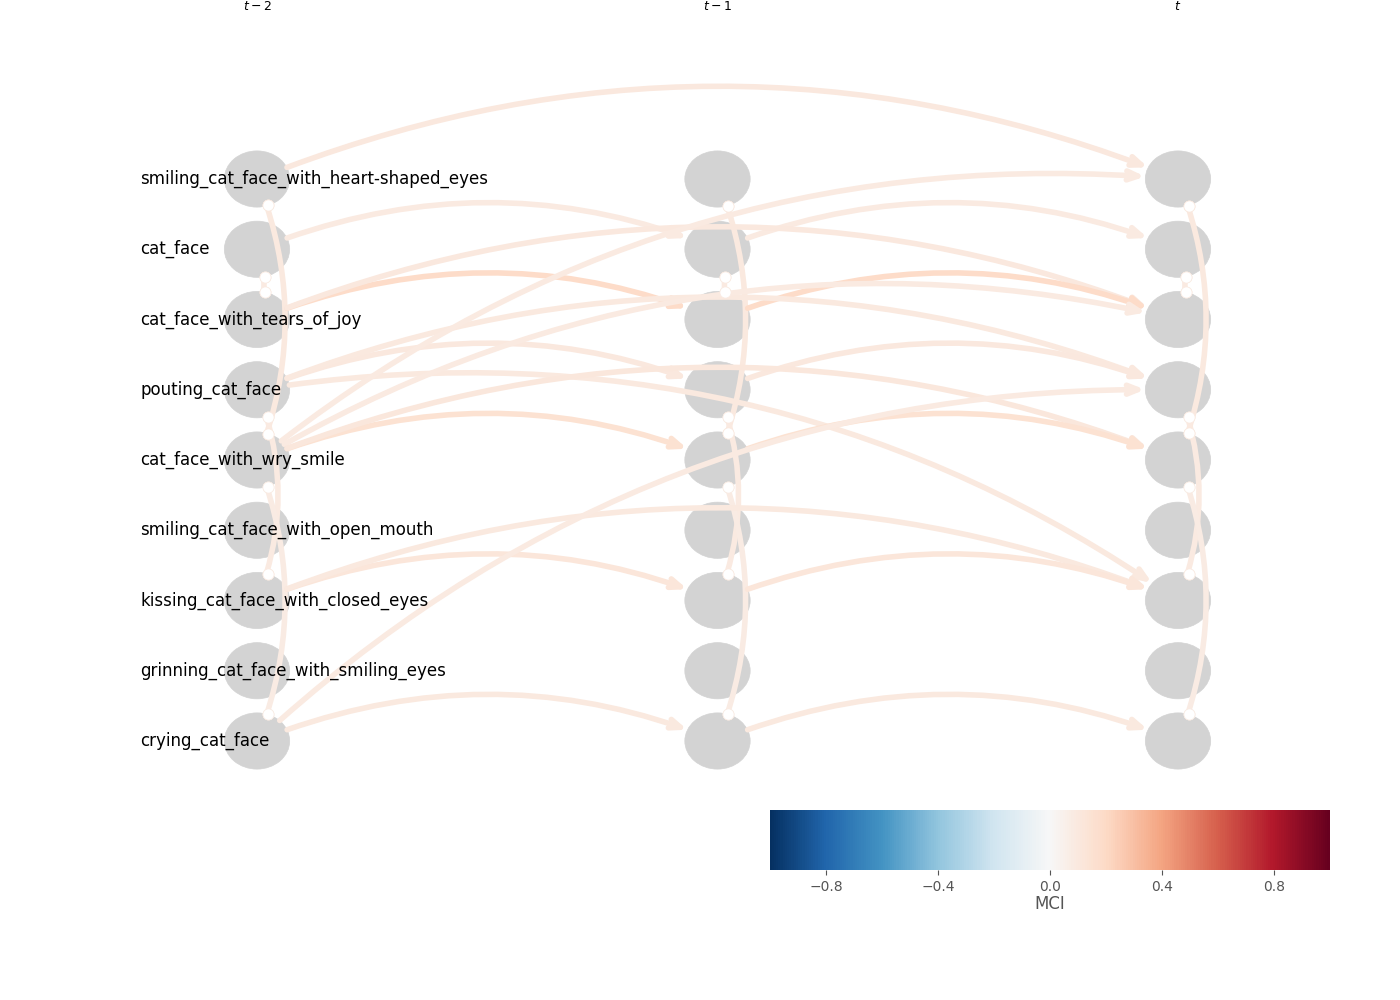 t − 2 t − 1 t
smiling_cat_face_with_heart-shaped_eyes
cat_face
cat_face_with_tears_of_joy
pouting_cat_face
cat_face_with_wry_smile
smiling_cat_face_with_open_mouth
kissing_cat_face_with_closed_eyes
grinning_cat_face_with_smiling_eyes
crying_cat_face
−0.8 −0.4 0.0 0.4 0.8
MCI